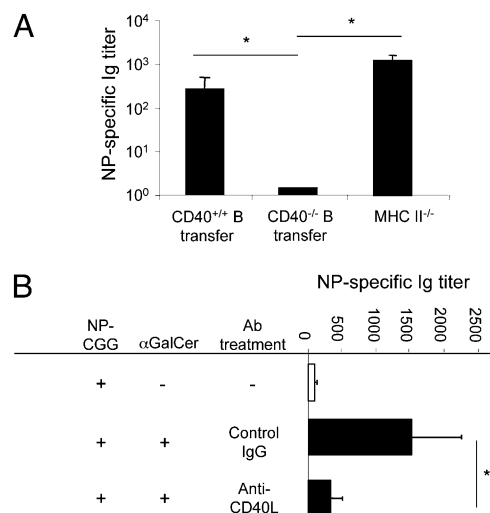 A
NP-specific Ig titer
10⁴
10³
10²
10¹
10⁰
*
*
CD40⁺/⁺ B
transfer
CD40⁻/⁻ B
transfer
MHC II⁻/⁻
B
NP-specific Ig titer
NP-
CGG
αGalCer
Ab
treatment
0
500
1000
1500
2000
2500
+ - -
+ + Control
IgG
+ + Anti-
CD40L
*